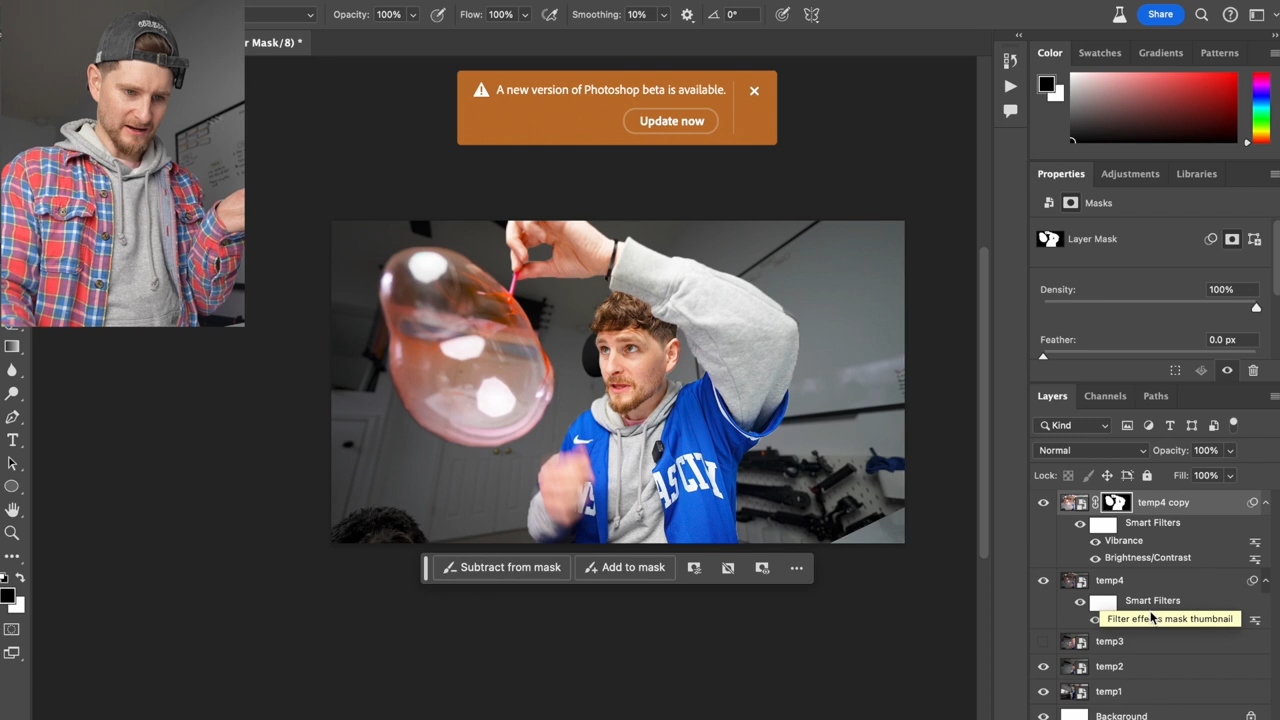 Opacity: 100% Flow: 100% Smoothing: 10% 0° Share
r Mask/8) *
Color Swatches Gradients Patterns
A new version of Photoshop beta is available.
Update now
Properties Adjustments Libraries
Masks
Layer Mask
Density: 100%
Feather: 0.0 px
Layers Channels Paths
Kind
Normal Opacity: 100%
Lock: Fill: 100%
temp4 copy
Smart Filters
Vibrance
Brightness/Contrast
temp4
Smart Filters
Filter effects mask thumbnail
temp3
temp2
temp1
Background
Subtract from mask Add to mask
ASCIV